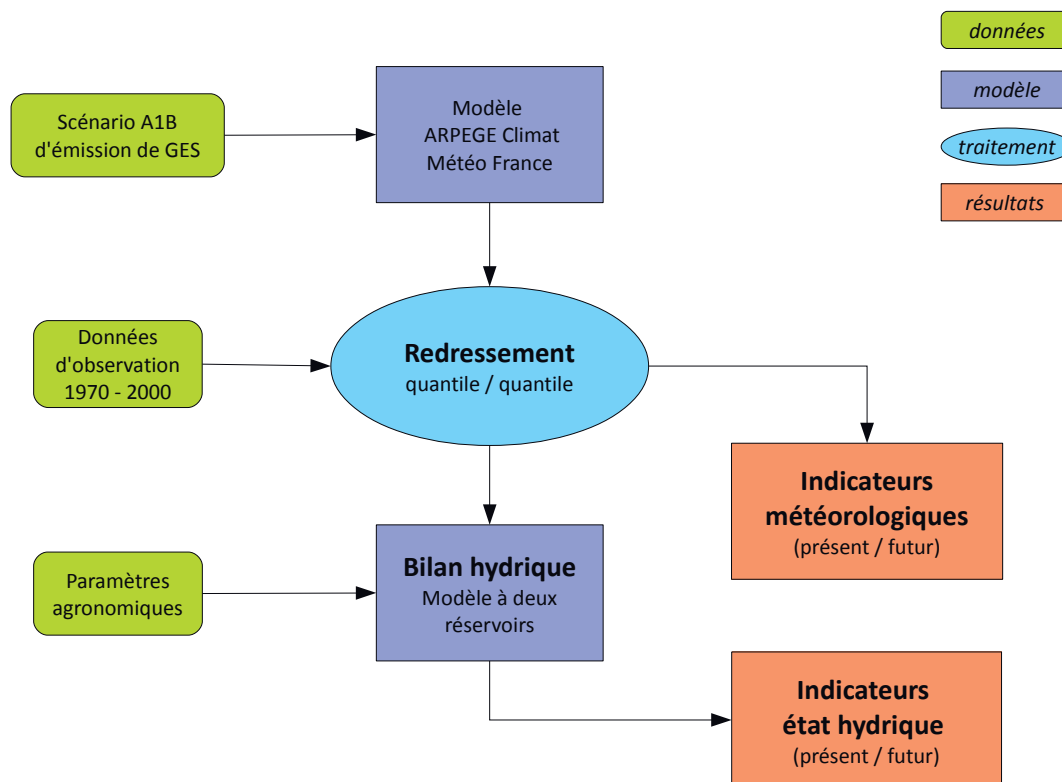 données
modèle
traitement
résultats
Scénario A1B
d'émission de GES
Modèle
ARPEGE Climat
Météo France
Données
d'observation
1970 - 2000
Redressement
quantile / quantile
Indicateurs
météorologiques
(présent / futur)
Paramètres
agronomiques
Bilan hydrique
Modèle à deux
réservoirs
Indicateurs
état hydrique
(présent / futur)